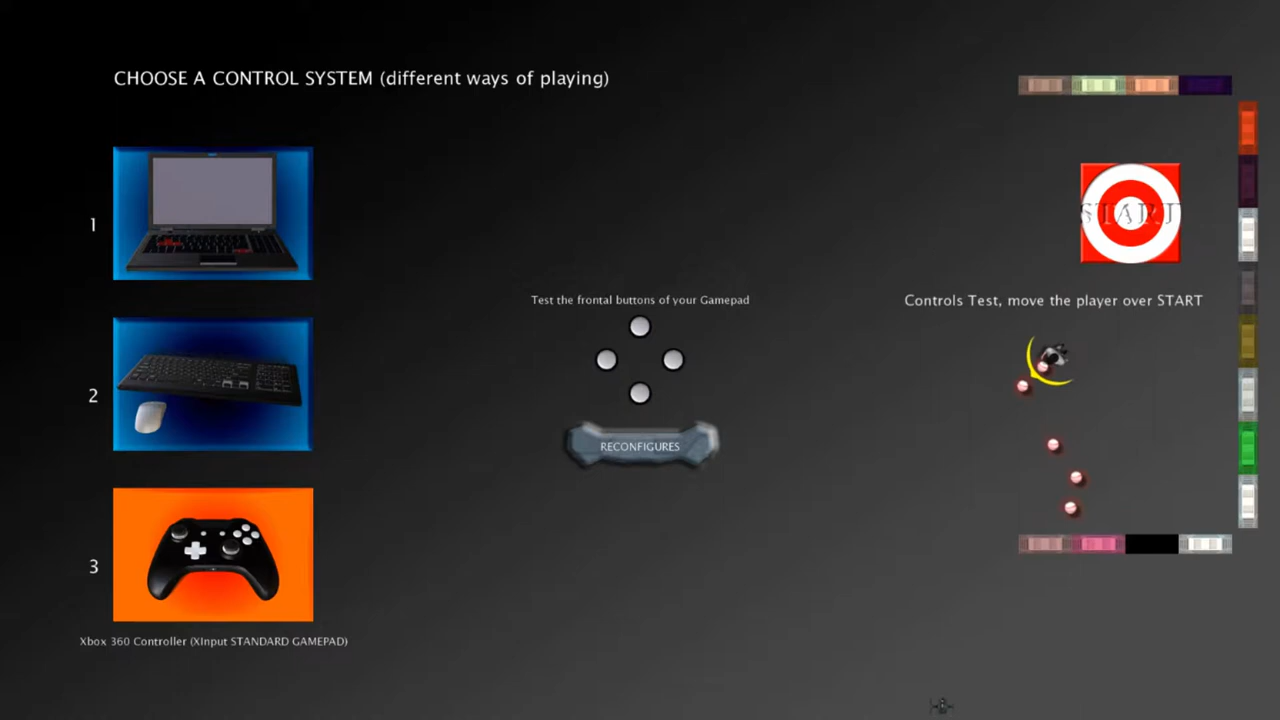 CHOOSE A CONTROL SYSTEM (different ways of playing)
1
START
Test the frontal buttons of your Gamepad
Controls Test, move the player over START
2
RECONFIGURES
3
Xbox 360 Controller (XInput STANDARD GAMEPAD)